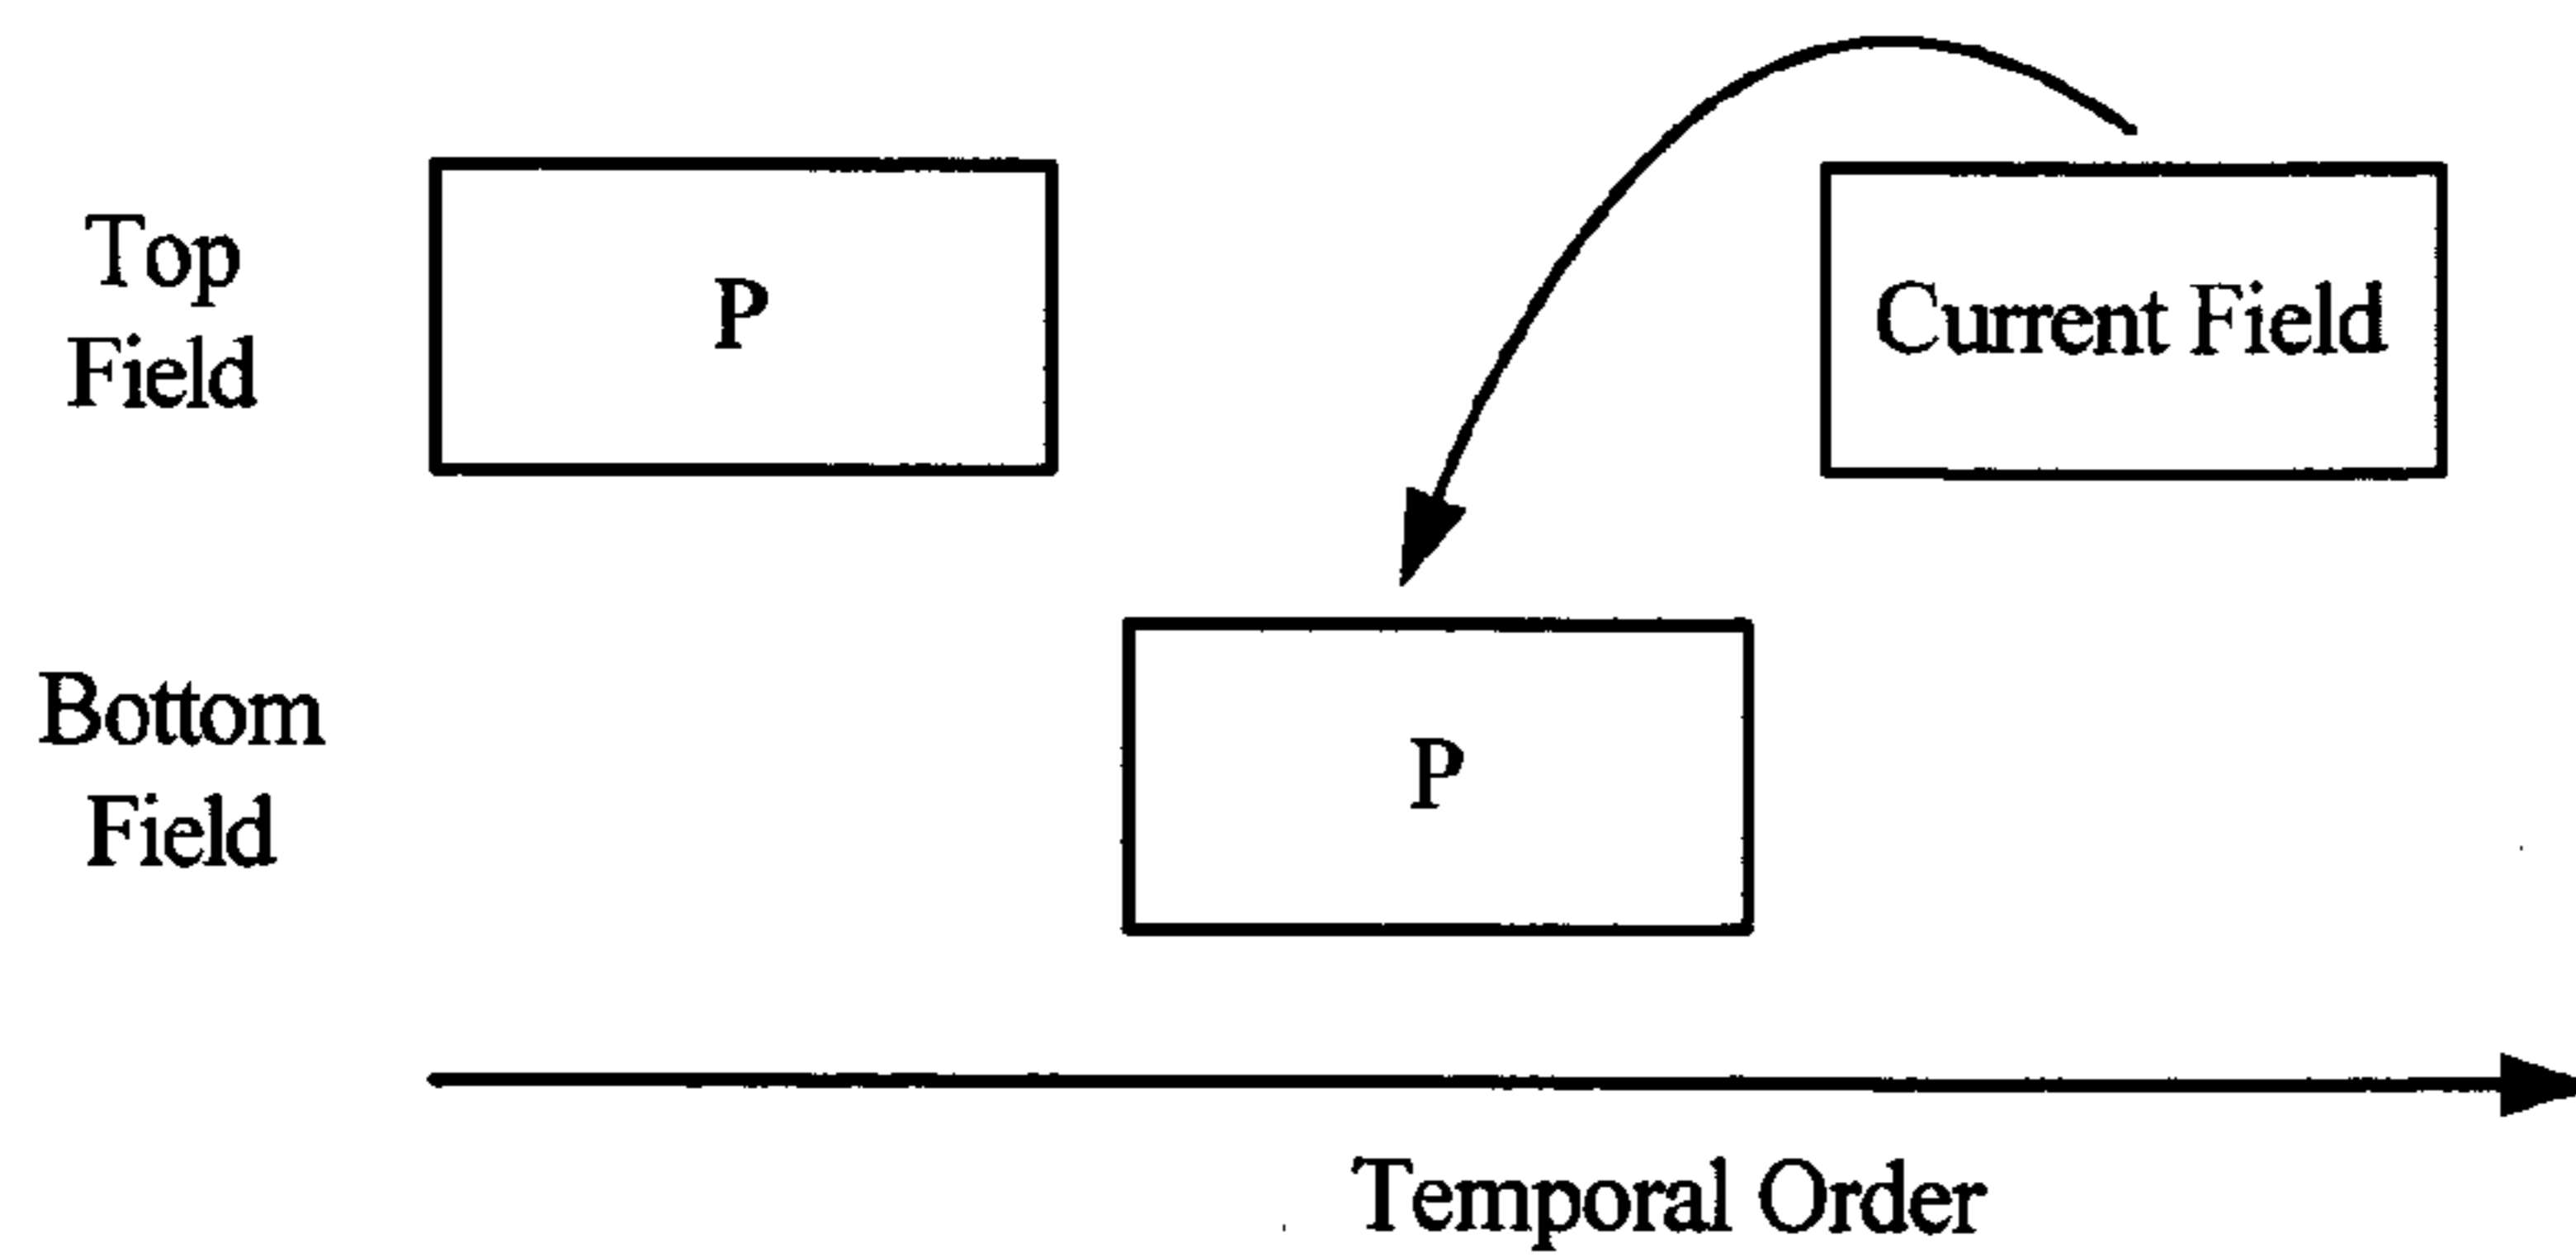 Top
Field
P
Current Field
Bottom
Field
P
Temporal Order